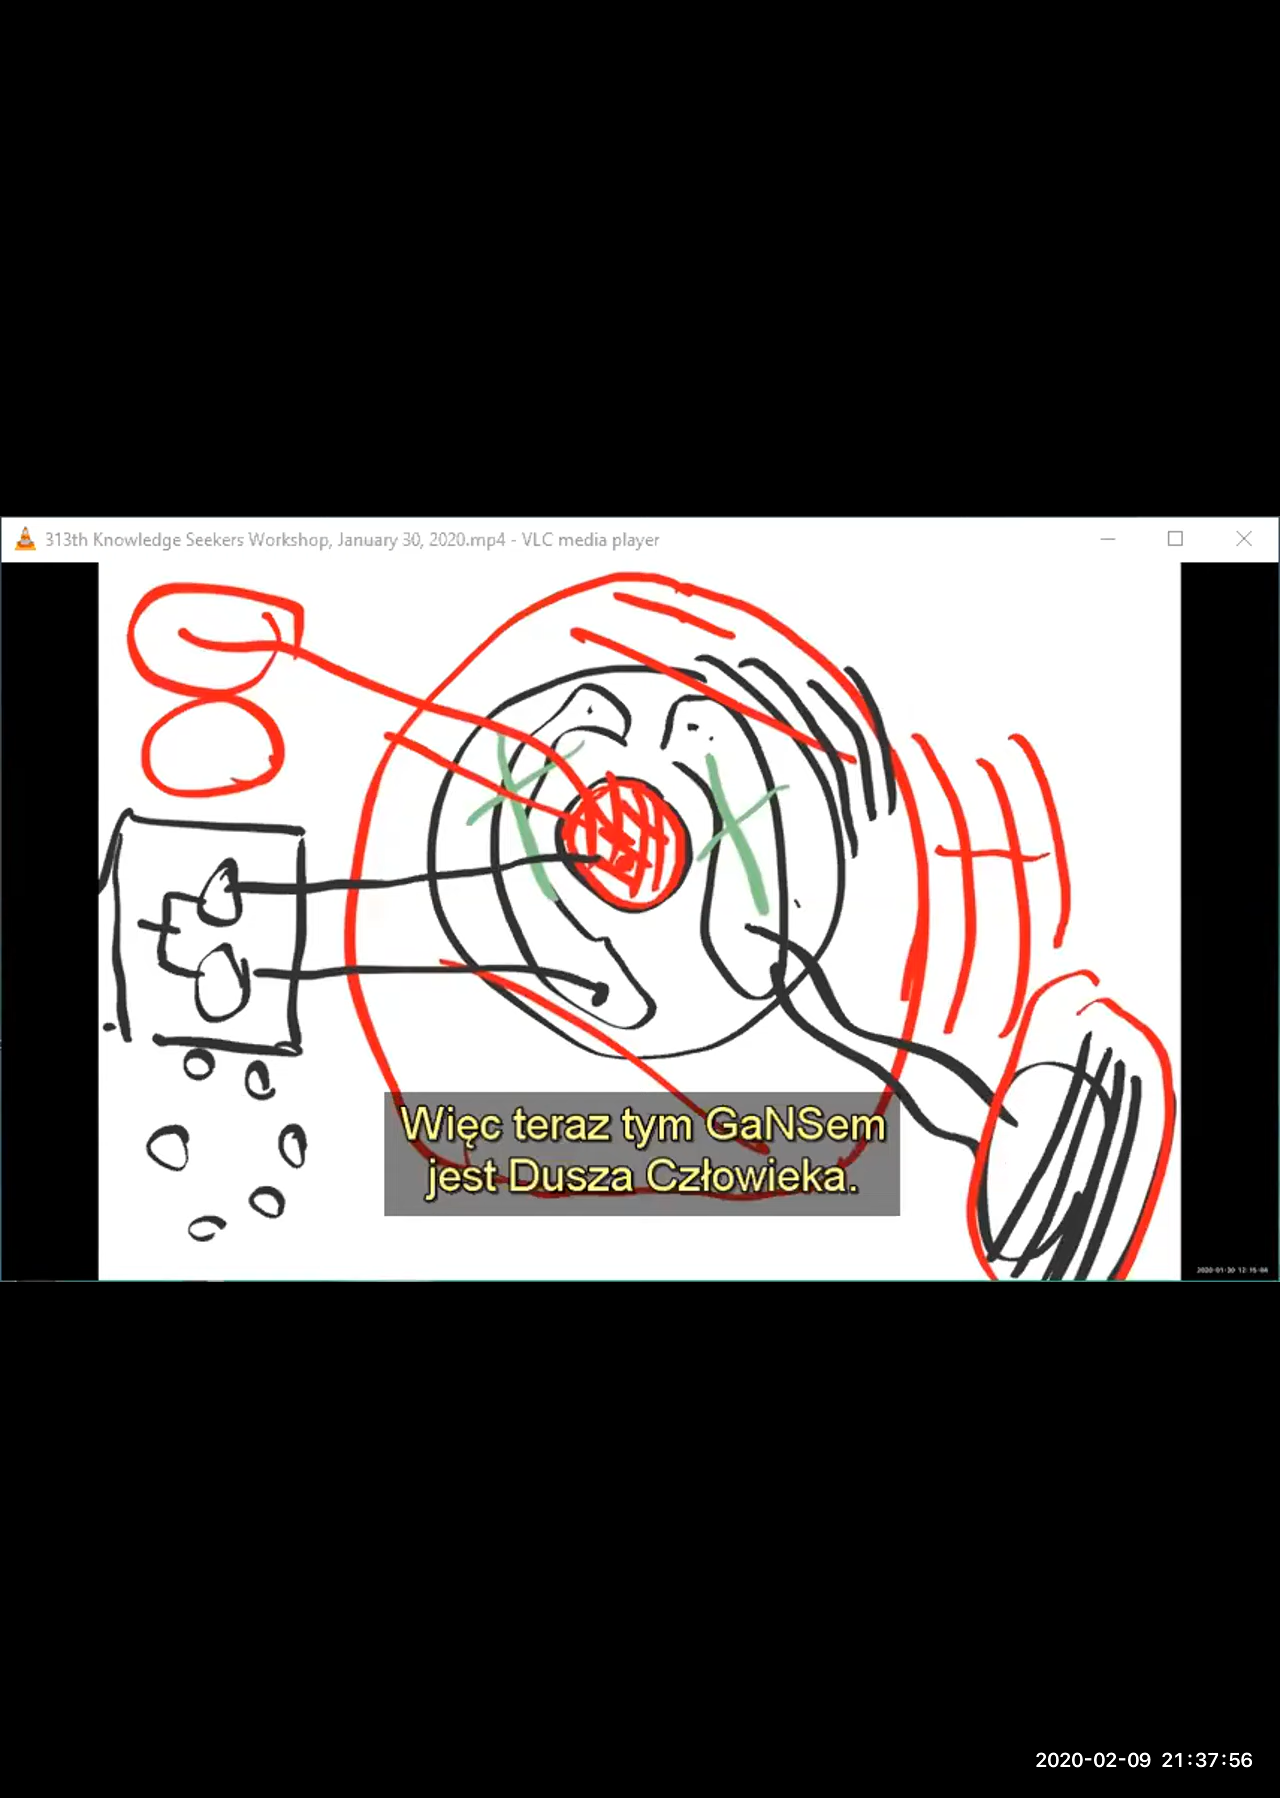 313th Knowledge Seekers Workshop, January 30, 2020.mp4 - VLC media player
Więc teraz tym GaNSem
jest Dusza Człowieka.
2020-02-09 21:37:56